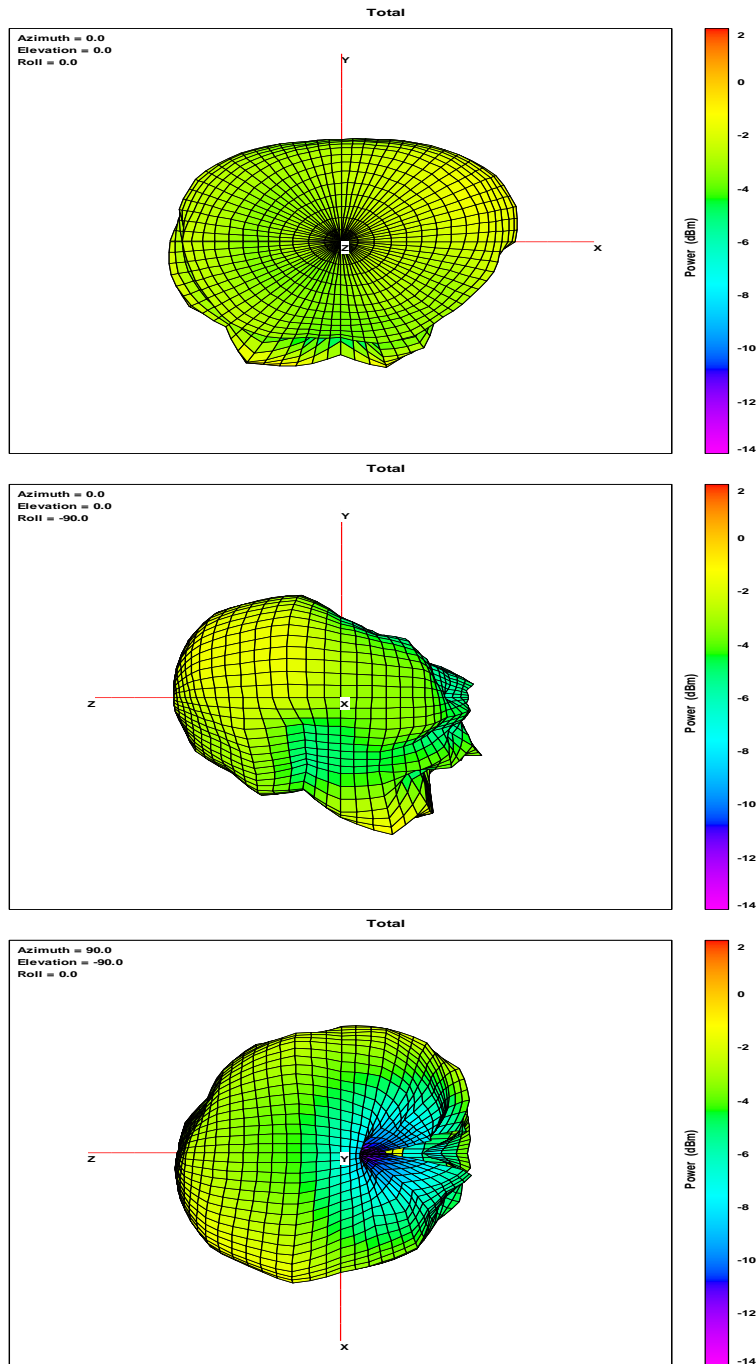 Total
Azimuth = 0.0
Elevation = 0.0
Roll = 0.0
Y
Z
X
2
0
-2
-4
-6
-8
-10
-12
-14
Power (dBm)
Total
Azimuth = 0.0
Elevation = 0.0
Roll = -90.0
Y
Z
X
2
0
-2
-4
-6
-8
-10
-12
-14
Power (dBm)
Total
Azimuth = 90.0
Elevation = -90.0
Roll = 0.0
Z
Y
X
2
0
-2
-4
-6
-8
-10
-12
-14
Power (dBm)